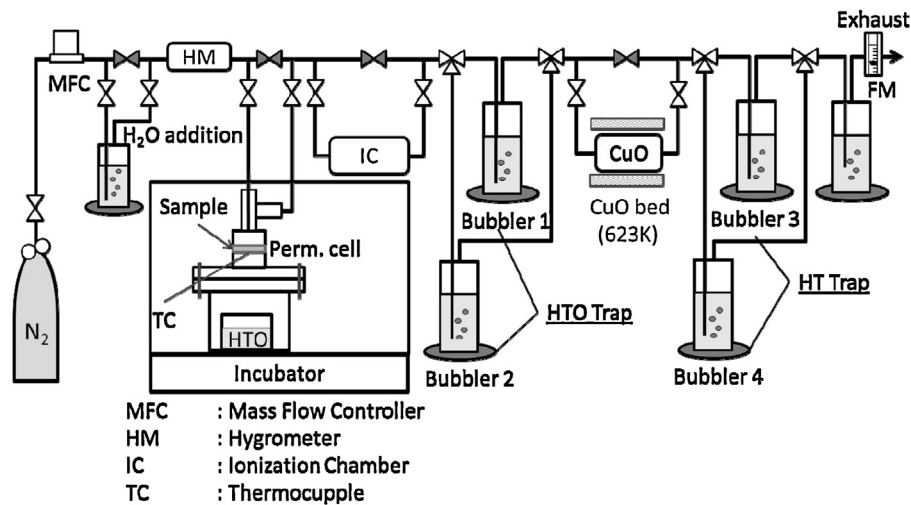 Exhaust
MFC
HM
FM
H₂O addition
IC
CuO
Sample
Bubbler 1
CuO bed
(623K)
Bubbler 3
Perm. cell
TC
HTO Trap
HT Trap
N₂
HTO
Bubbler 2
Bubbler 4
Incubator
MFC : Mass Flow Controller
HM : Hygrometer
IC : Ionization Chamber
TC : Thermocupple